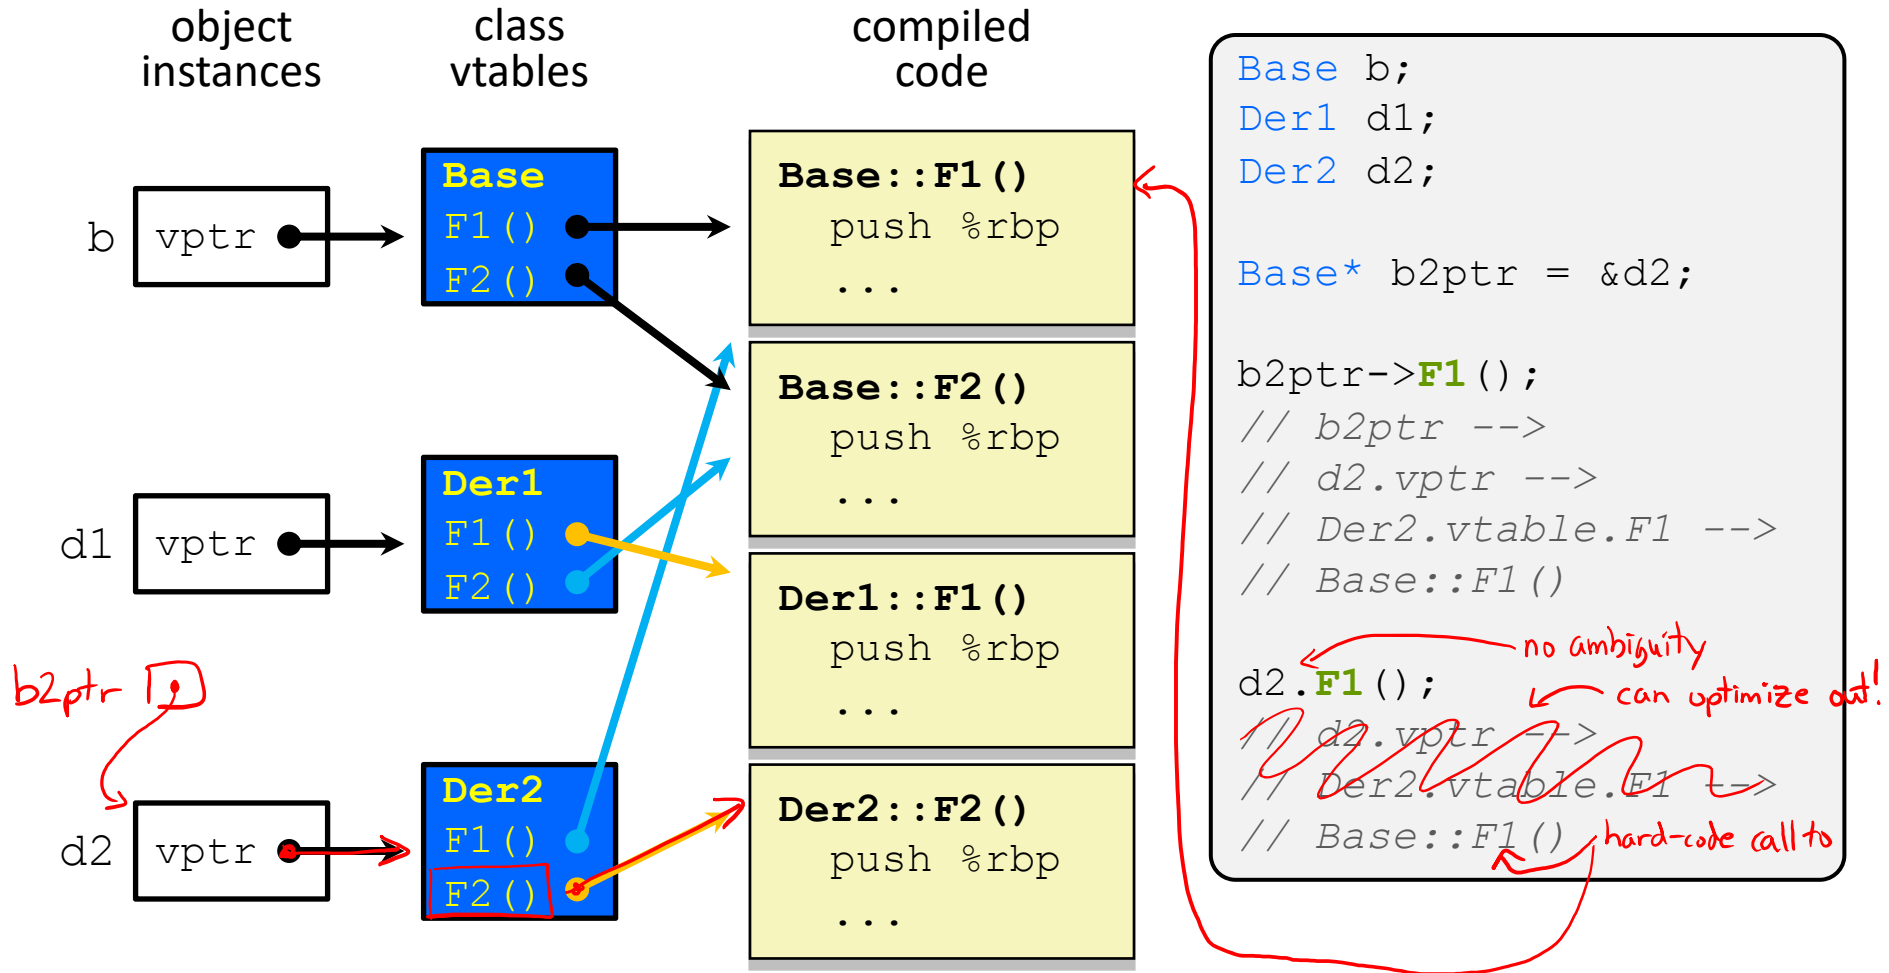 object
instances
class
vtables
compiled
code
b
vptr
Base
F1()
F2()
Base::F1()
push %rbp
...
Base::F2()
push %rbp
...
d1
vptr
Der1
F1()
F2()
Der1::F1()
push %rbp
...
b2ptr
d2
vptr
Der2
F1()
F2()
Der2::F2()
push %rbp
...
Base b;
Der1 d1;
Der2 d2;
Base* b2ptr = &d2;
b2ptr->F1();
// b2ptr -->
// d2.vptr -->
// Der2.vtable.F1 -->
// Base::F1()
no ambiguity
d2.F1();
can optimize out!
// d2.vptr -->
// Der2.vtable.F1 -->
// Base::F1()
hard-code call to